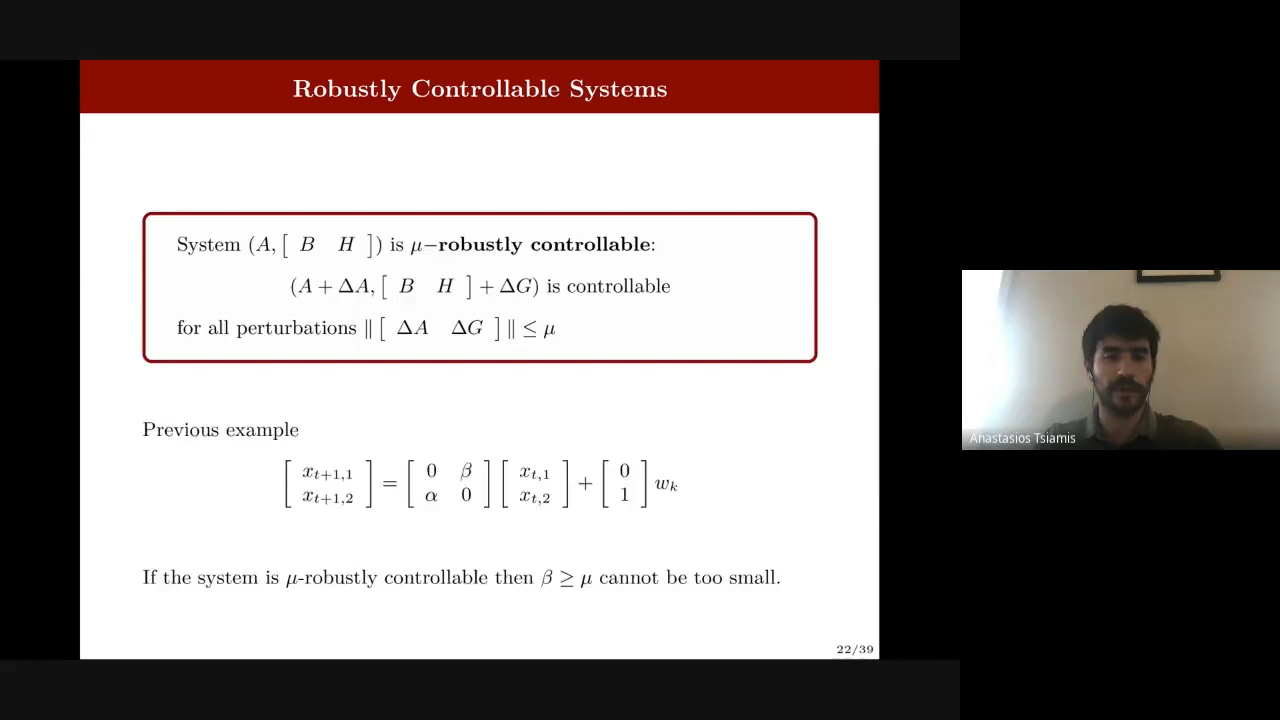 Robustly Controllable Systems
System (A, [ B H ]) is μ−robustly controllable:
(A + ΔA, [ B H ] + ΔG) is controllable
for all perturbations ‖ [ ΔA ΔG ] ‖ ≤ μ
Previous example
[ x_{t+1,1} ; x_{t+1,2} ] = [ 0 β ; α 0 ] [ x_{t,1} ; x_{t,2} ] + [ 0 ; 1 ] w_k
If the system is μ-robustly controllable then β ≥ μ cannot be too small.
22/39
Anastasios Tsiamis